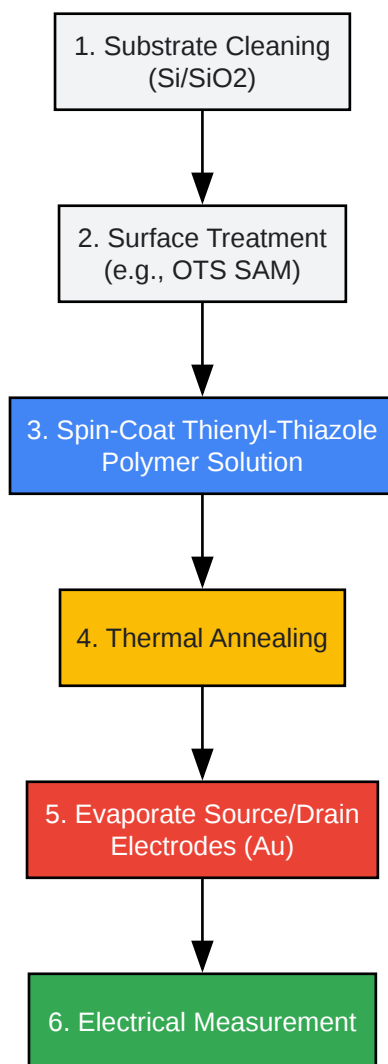 1. Substrate Cleaning
(Si/SiO2)
2. Surface Treatment
(e.g., OTS SAM)
3. Spin-Coat Thienyl-Thiazole
Polymer Solution
4. Thermal Annealing
5. Evaporate Source/Drain
Electrodes (Au)
6. Electrical Measurement